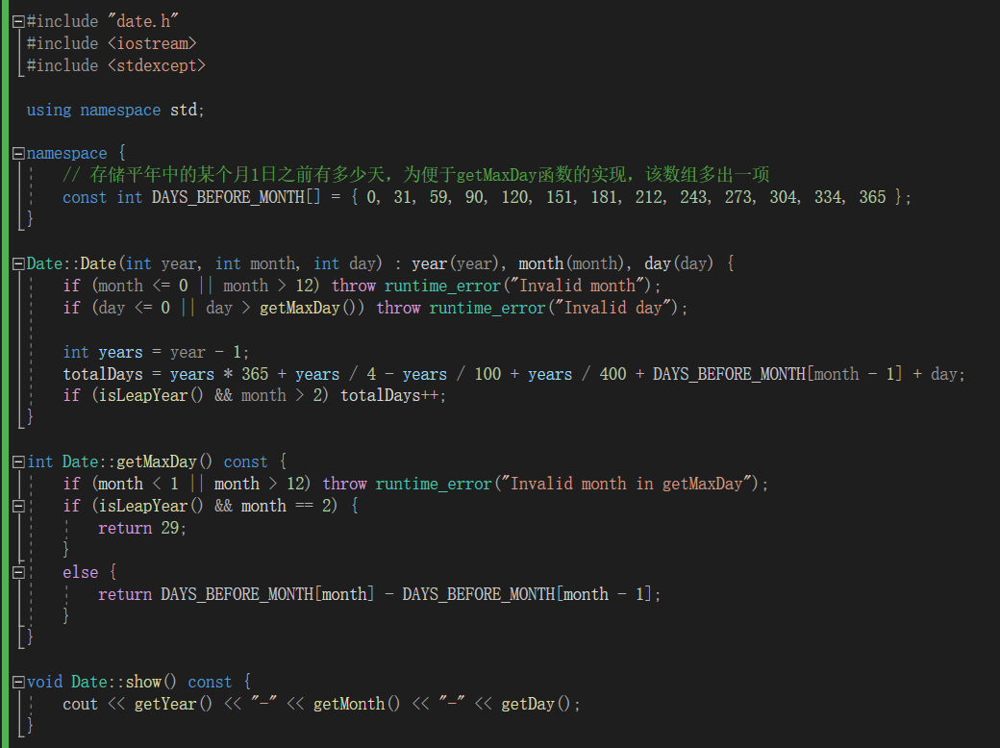 #include "date.h"
#include <iostream>
#include <stdexcept>
using namespace std;
namespace {
// 存储平年中的某个月1日之前有多少天，为便于getMaxDay函数的实现，该数组多出一项
const int DAYS_BEFORE_MONTH[] = { 0, 31, 59, 90, 120, 151, 181, 212, 243, 273, 304, 334, 365 };
}
Date::Date(int year, int month, int day) : year(year), month(month), day(day) {
if (month <= 0 || month > 12) throw runtime_error("Invalid month");
if (day <= 0 || day > getMaxDay()) throw runtime_error("Invalid day");
int years = year - 1;
totalDays = years * 365 + years / 4 - years / 100 + years / 400 + DAYS_BEFORE_MONTH[month - 1] + day;
if (isLeapYear() && month > 2) totalDays++;
}
int Date::getMaxDay() const {
if (month < 1 || month > 12) throw runtime_error("Invalid month in getMaxDay");
if (isLeapYear() && month == 2) {
return 29;
}
else {
return DAYS_BEFORE_MONTH[month] - DAYS_BEFORE_MONTH[month - 1];
}
}
void Date::show() const {
cout << getYear() << "-" << getMonth() << "-" << getDay();
}